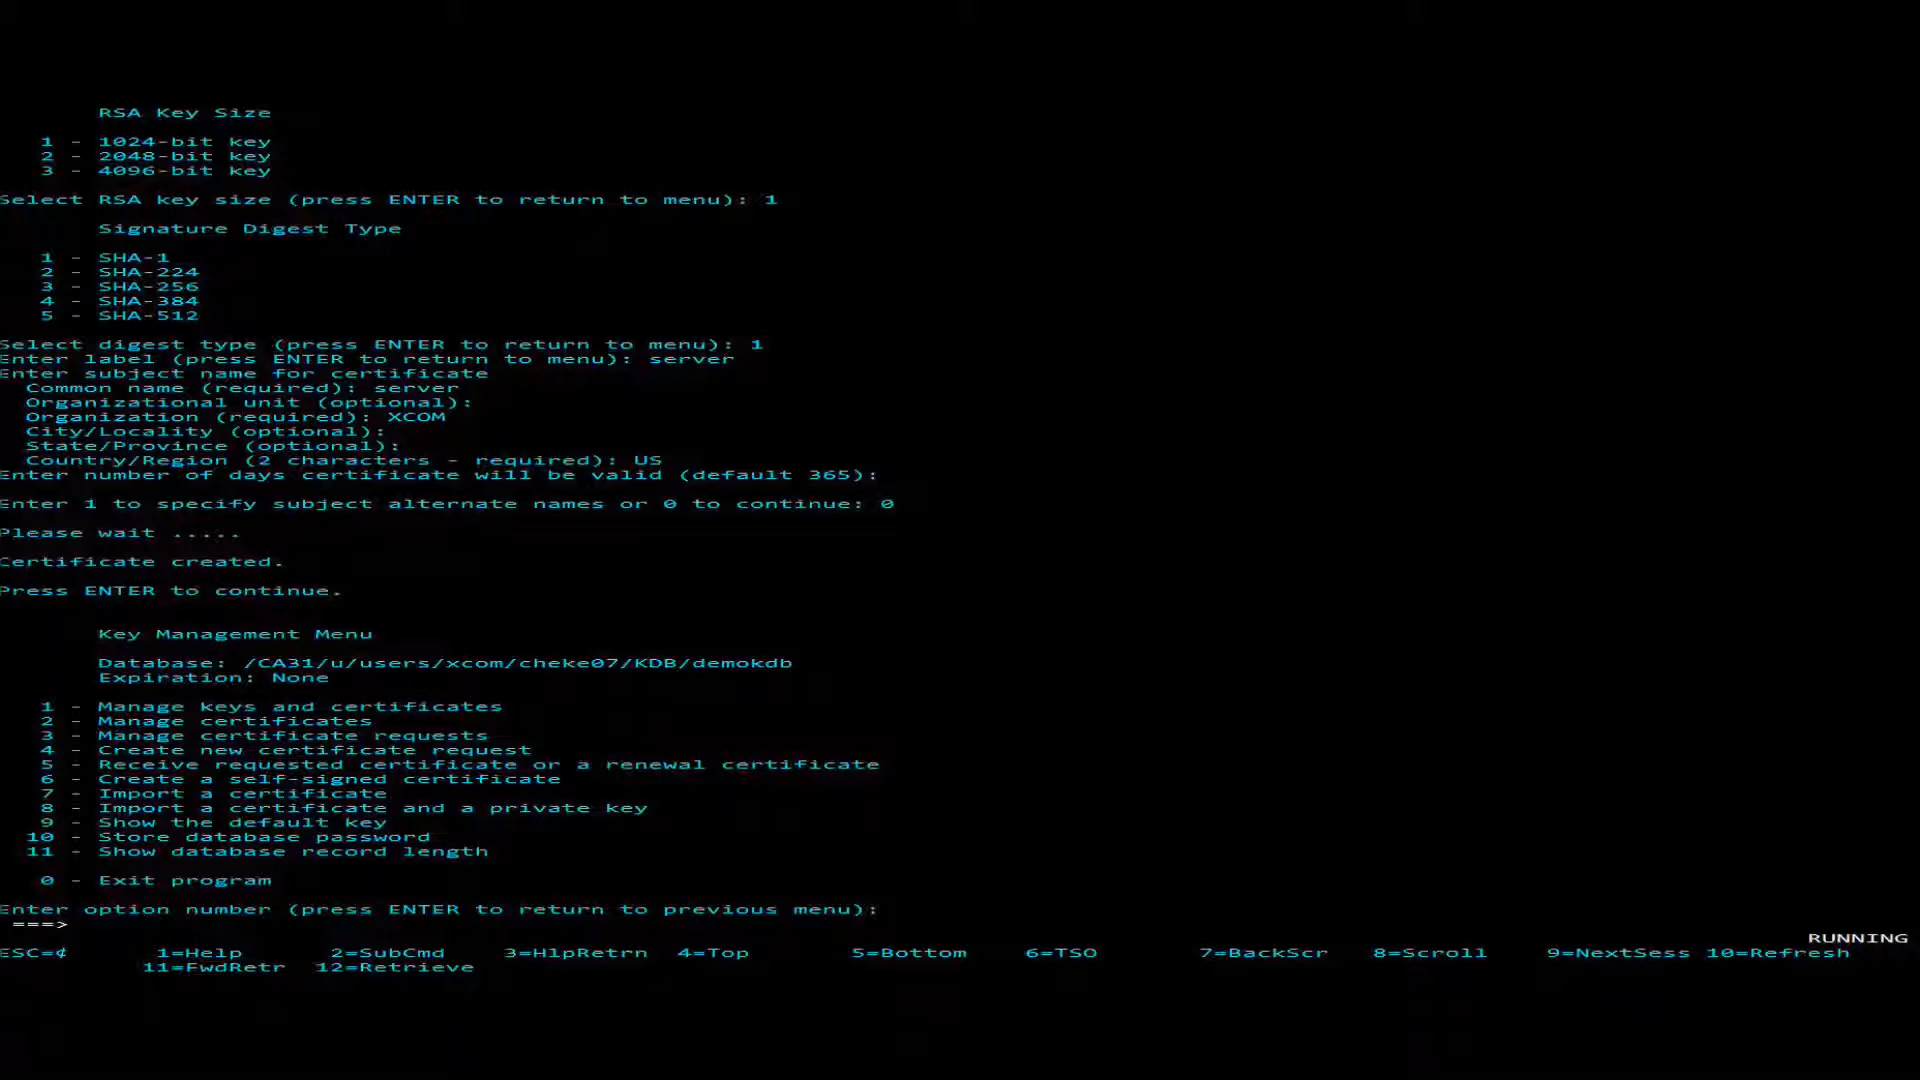 RSA Key Size
1 - 1024-bit key
2 - 2048-bit key
3 - 4096-bit key
Select RSA key size (press ENTER to return to menu): 1
Signature Digest Type
1 - SHA-1
2 - SHA-224
3 - SHA-256
4 - SHA-384
5 - SHA-512
Select digest type (press ENTER to return to menu): 1
Enter label (press ENTER to return to menu): server
Enter subject name for certificate
Common name (required): server
Organizational unit (optional):
Organization (required): XCOM
City/Locality (optional):
State/Province (optional):
Country/Region (2 characters - required): US
Enter number of days certificate will be valid (default 365):
Enter 1 to specify subject alternate names or 0 to continue: 0
Please wait .....
Certificate created.
Press ENTER to continue.
Key Management Menu
Database: /CA31/u/users/xcom/cheke07/KDB/demokdb
Expiration: None
1 - Manage keys and certificates
2 - Manage certificates
3 - Manage certificate requests
4 - Create new certificate request
5 - Receive requested certificate or a renewal certificate
6 - Create a self-signed certificate
7 - Import a certificate
8 - Import a certificate and a private key
9 - Show the default key
10 - Store database password
11 - Show database record length
0 - Exit program
Enter option number (press ENTER to return to previous menu):
===>
RUNNING
ESC=¢ 1=Help 2=SubCmd 3=HlpRetrn 4=Top 5=Bottom 6=TSO 7=BackScr 8=Scroll 9=NextSess 10=Refresh
11=FwdRetr 12=Retrieve